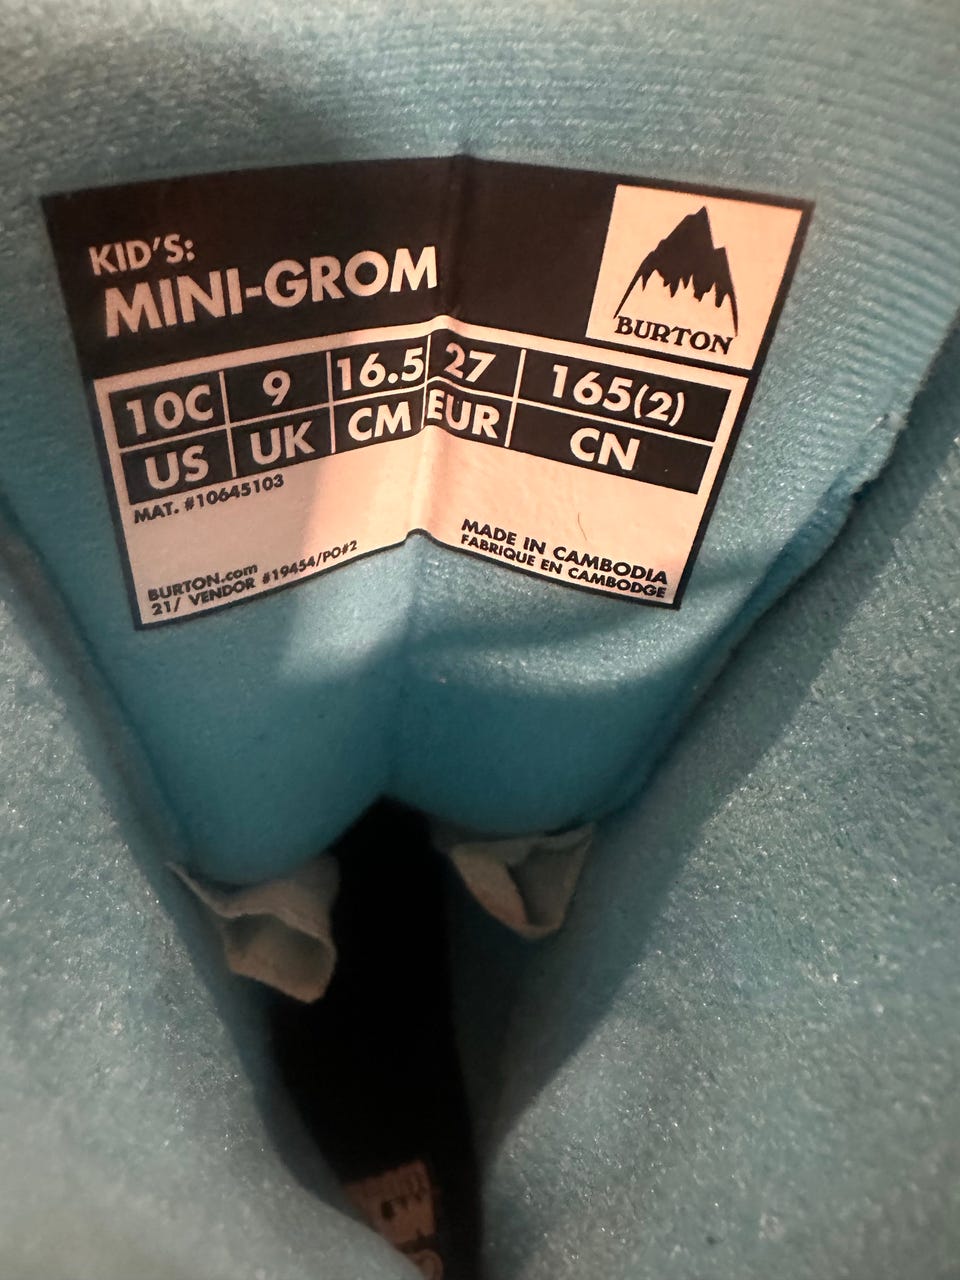 KID'S:
MINI-GROM
BURTON
10C 9 16.5 27 165(2)
US UK CM EUR CN
MAT. #10645103
BURTON.com
21/ VENDOR #19454/PO#2
MADE IN CAMBODIA
FABRIQUE EN CAMBODGE